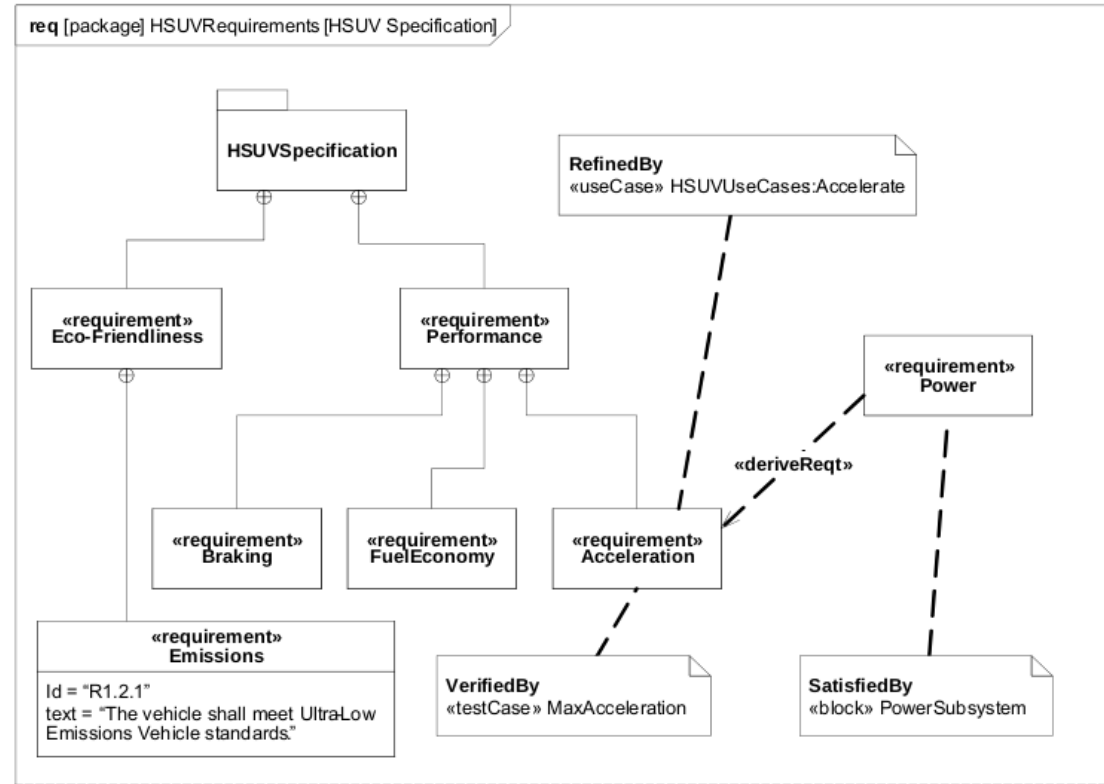 req [package] HSUVRequirements [HSUV Specification]
HSUVSpecification
RefinedBy
«useCase» HSUVUseCases:Accelerate
«requirement»
Eco-Friendliness
«requirement»
Performance
«requirement»
Power
«deriveReqt»
«requirement»
Braking
«requirement»
FuelEconomy
«requirement»
Acceleration
«requirement»
Emissions
Id = “R1.2.1”
text = “The vehicle shall meet Ultra-Low
Emissions Vehicle standards.”
VerifiedBy
«testCase» MaxAcceleration
SatisfiedBy
«block» PowerSubsystem